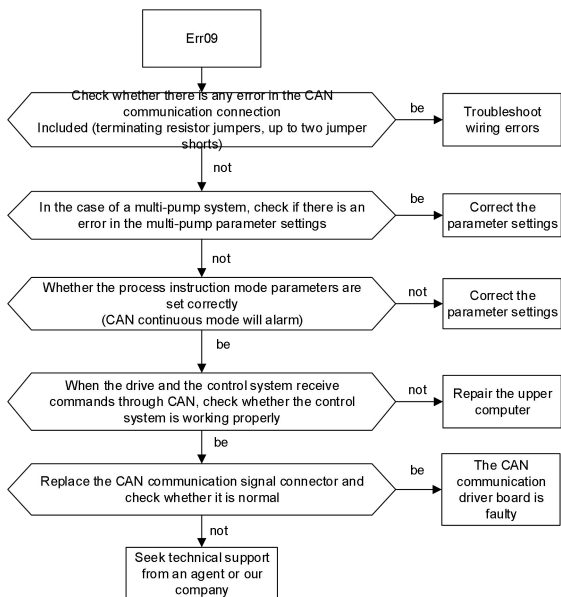 Err09
Check whether there is any error in the CAN
communication connection
Included (terminating resistor jumpers, up to two jumper
shorts)
be
Troubleshoot
wiring errors
not
In the case of a multi-pump system, check if there is an
error in the multi-pump parameter settings
be
Correct the
parameter settings
not
Whether the process instruction mode parameters are
set correctly
(CAN continuous mode will alarm)
not
Correct the
parameter settings
be
When the drive and the control system receive
commands through CAN, check whether the control
system is working properly
not
Repair the upper
computer
be
Replace the CAN communication signal connector and
check whether it is normal
be
The CAN
communication
driver board is
faulty
not
Seek technical support
from an agent or our
company